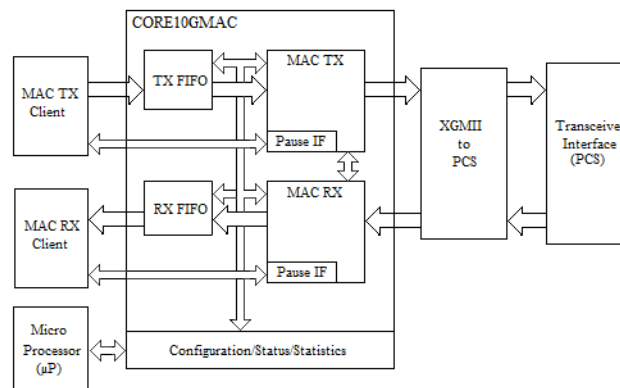 CORE10GMAC
MAC TX
Client
TX FIFO
MAC TX
Pause IF
XGMII
to
PCS
Transceiver
Interface
(PCS)
MAC RX
Client
RX FIFO
MAC RX
Pause IF
Micro
Processor
(µP)
Configuration/Status/Statistics